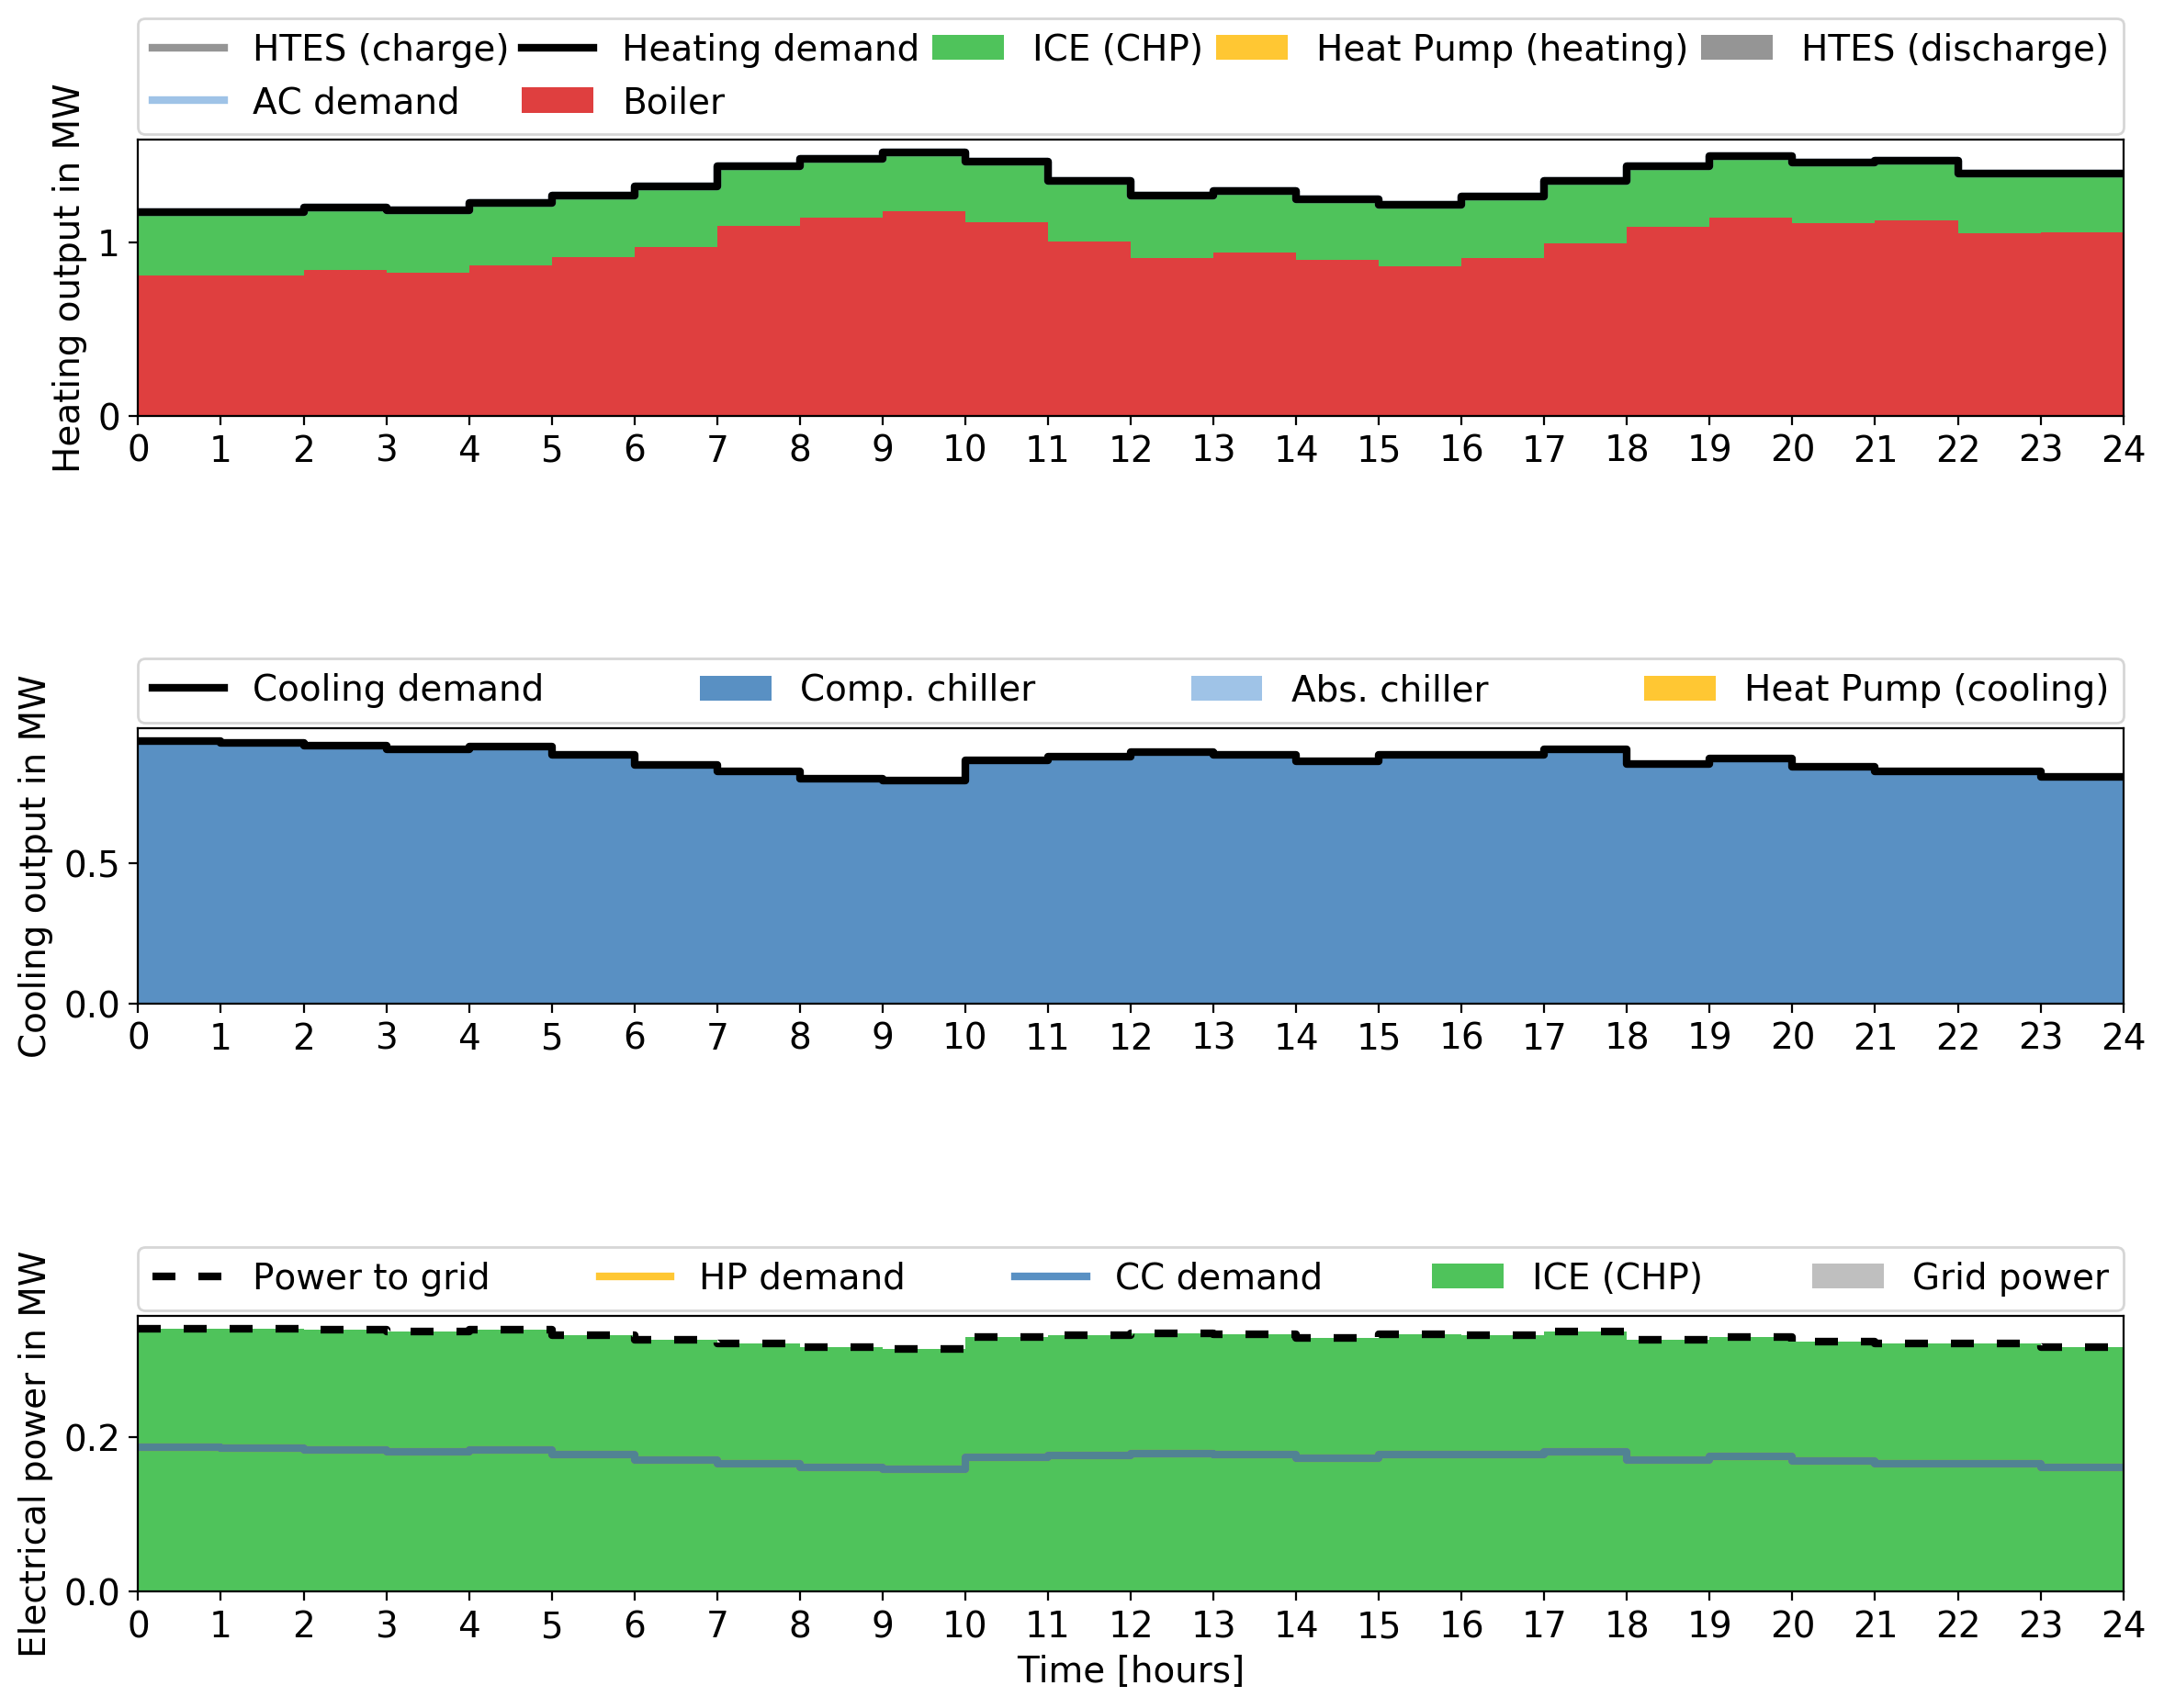 HTES (charge) Heating demand ICE (CHP) Heat Pump (heating) HTES (discharge)
AC demand Boiler
Heating output in MW
1
0
0 1 2 3 4 5 6 7 8 9 10 11 12 13 14 15 16 17 18 19 20 21 22 23 24
Cooling demand Comp. chiller Abs. chiller Heat Pump (cooling)
Cooling output in MW
0.5
0.0
0 1 2 3 4 5 6 7 8 9 10 11 12 13 14 15 16 17 18 19 20 21 22 23 24
Power to grid HP demand CC demand ICE (CHP) Grid power
Electrical power in MW
0.2
0.0
0 1 2 3 4 5 6 7 8 9 10 11 12 13 14 15 16 17 18 19 20 21 22 23 24
Time [hours]